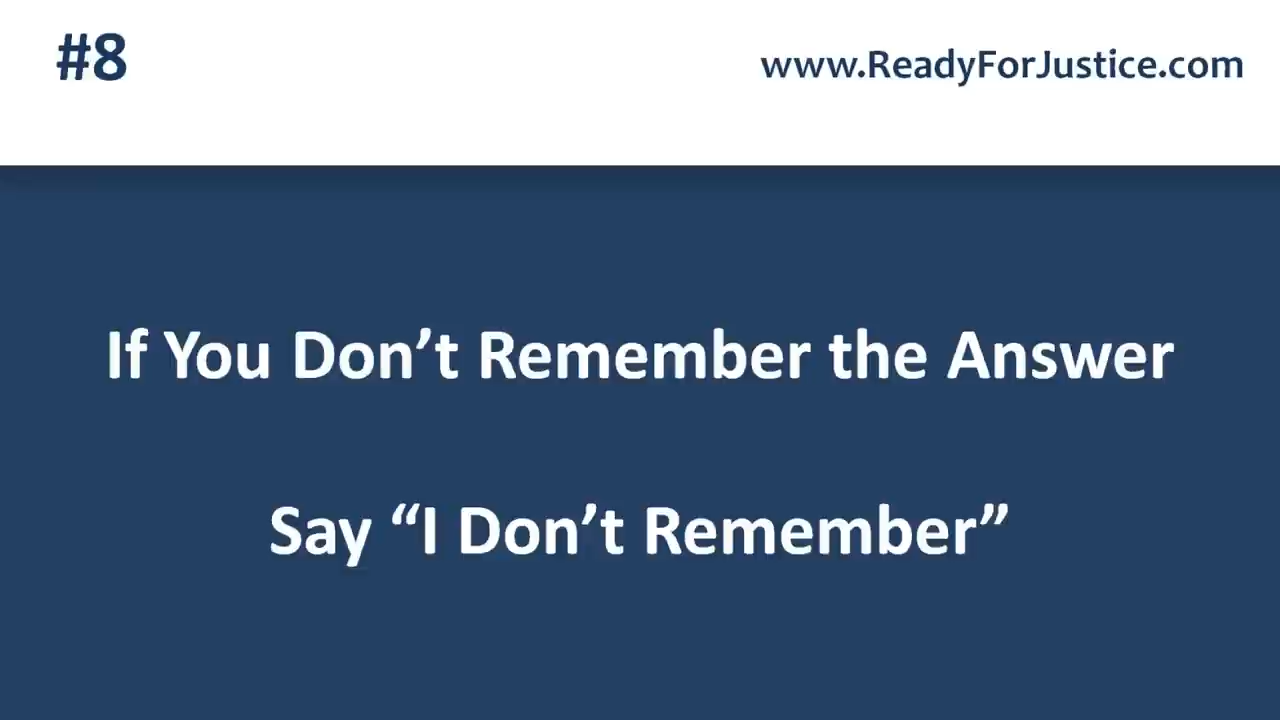 #8
www.ReadyForJustice.com
If You Don’t Remember the Answer
Say “I Don’t Remember”